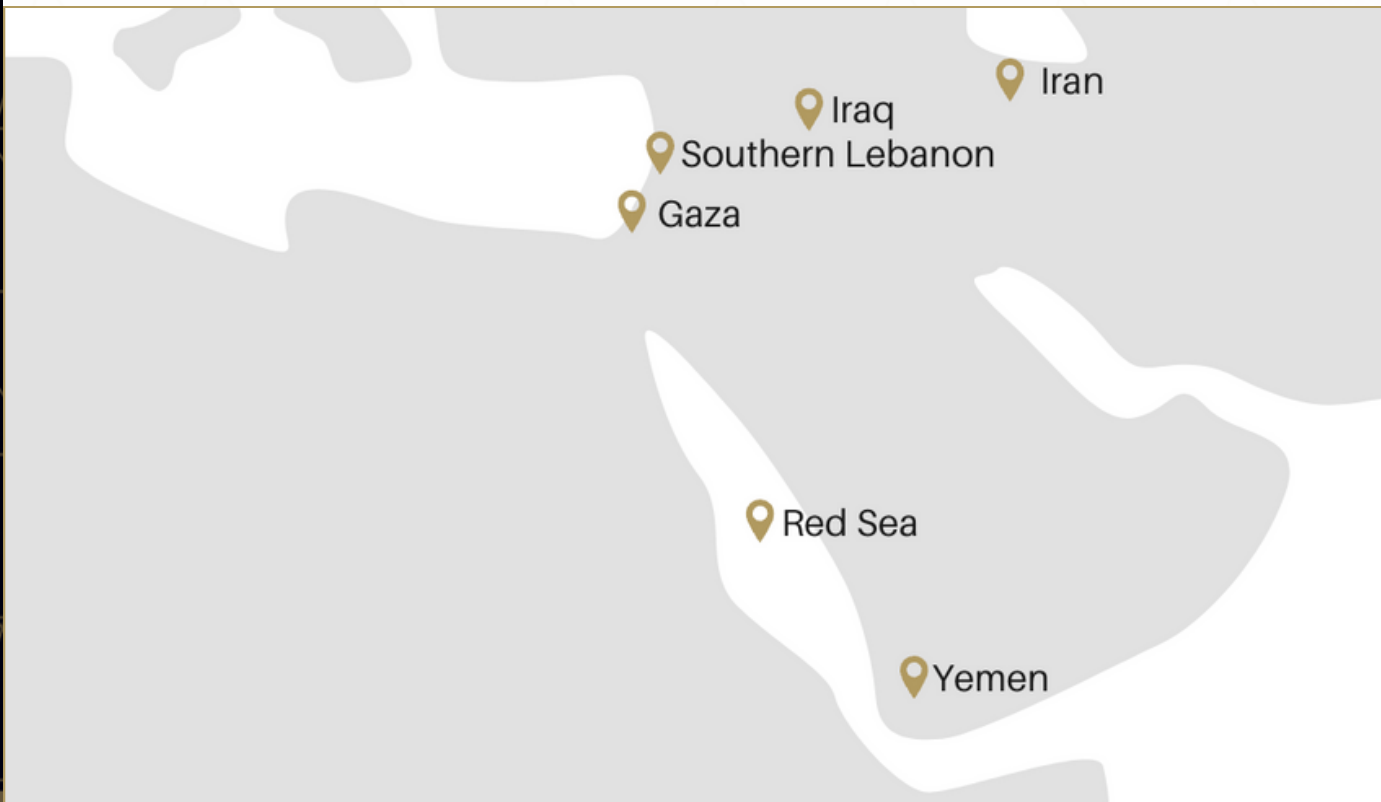 Iran
Iraq
Southern Lebanon
Gaza
Red Sea
Yemen